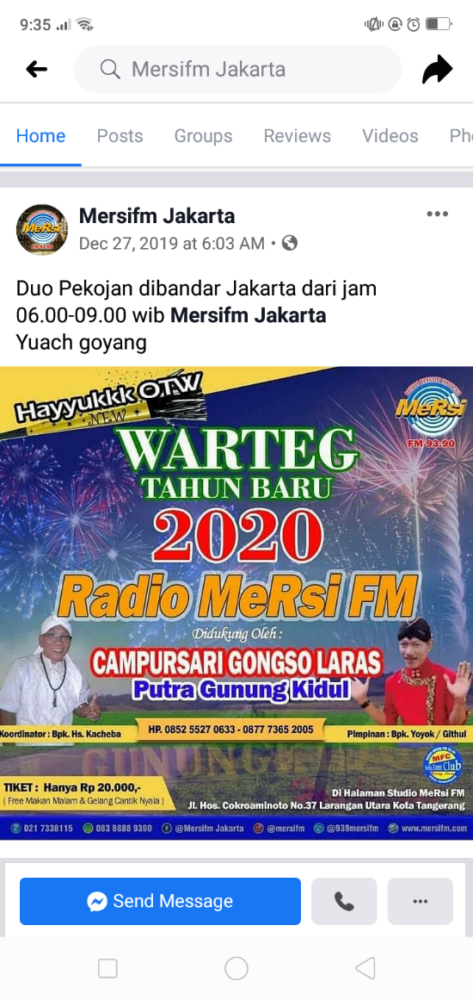 9:35
Mersifm Jakarta
Home Posts Groups Reviews Videos Ph
Mersifm Jakarta
Dec 27, 2019 at 6:03 AM
Duo Pekojan dibandar Jakarta dari jam
06.00-09.00 wib Mersifm Jakarta
Yuach goyang
Hayyukkk OTW
NEW
MeRsi
FM 93.90
WARTEG
TAHUN BARU
2020
Radio MeRsi FM
Didukung Oleh :
CAMPURSARI GONGSO LARAS
Putra Gunung Kidul
Koordinator : Bpk. Hs. Kacheba
HP. 0852 5527 0633 - 0877 7365 2005
Pimpinan : Bpk. Yoyok / Githul
MFC
Mersi Fans Club
TIKET : Hanya Rp 20.000,-
( Free Makan Malam & Gelang Cantik Nyala )
Di Halaman Studio MeRsi FM
Jl. Hos. Cokroaminoto No.37 Larangan Utara Kota Tangerang
021 7338115 083 8888 9390 @Mersifm Jakarta @mersifm @939mersifm www.mersifm.com
Send Message